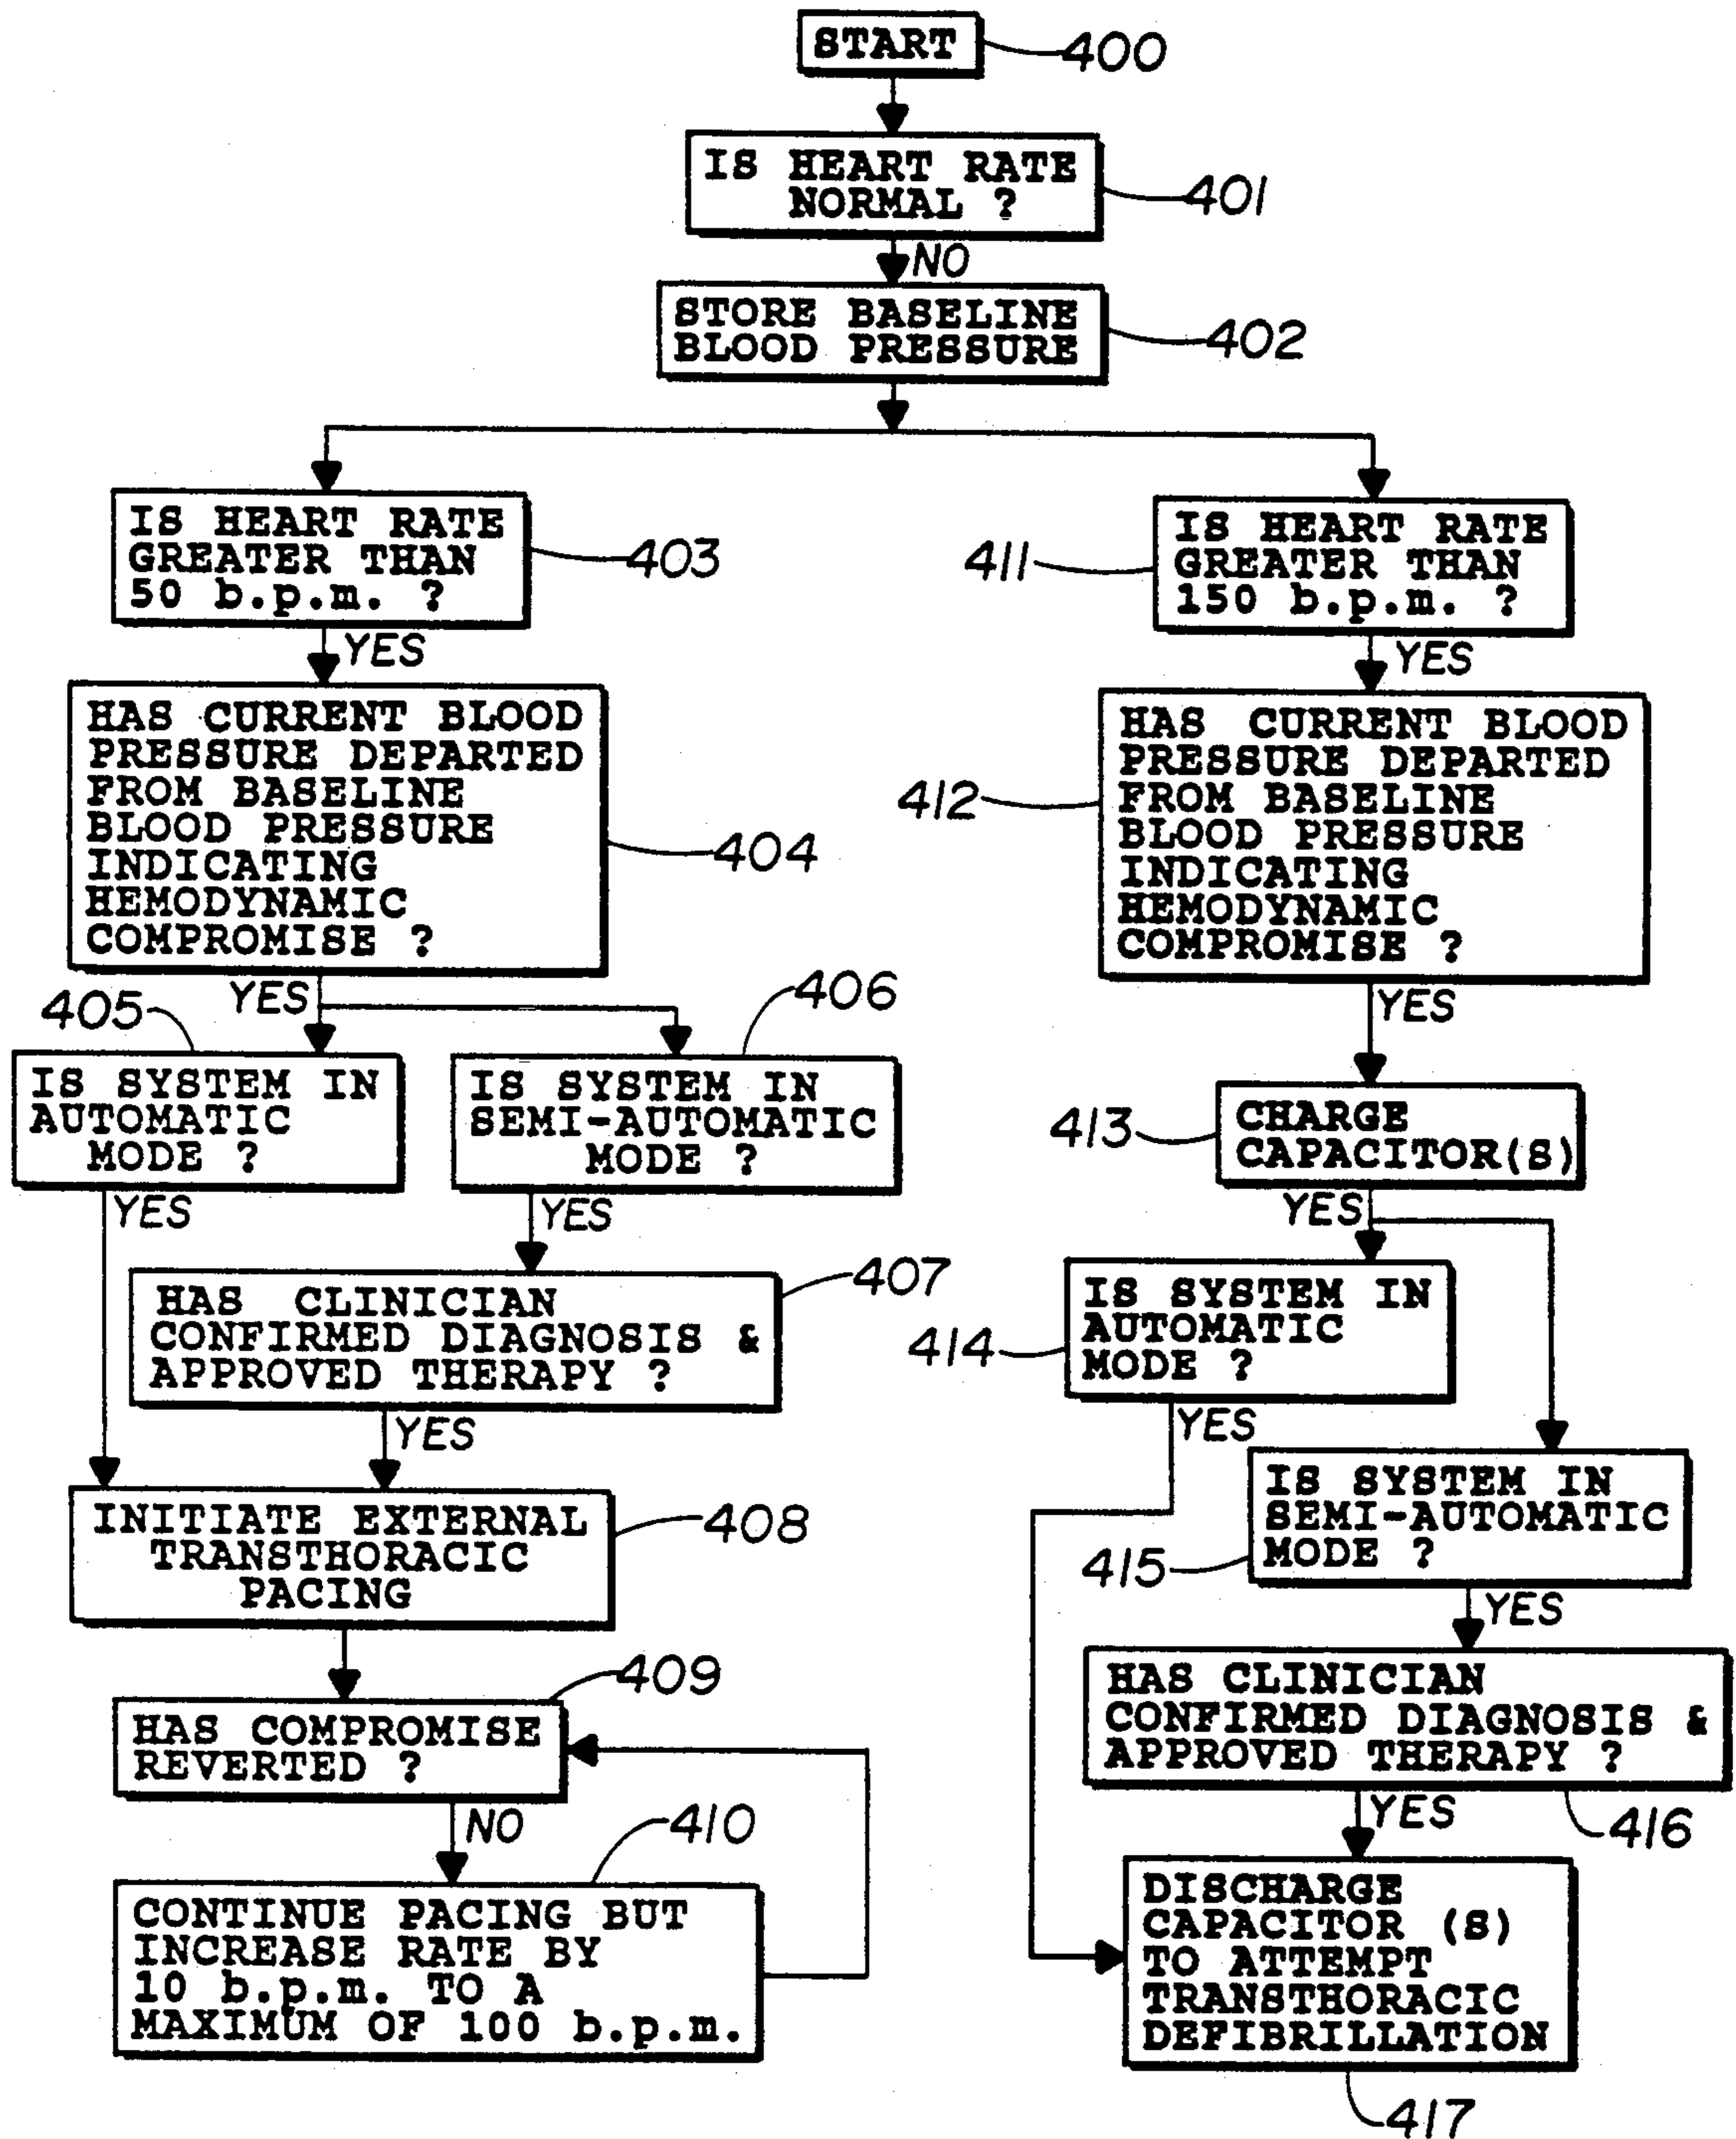 START
400
IS HEART RATE
NORMAL ?
401
NO
STORE BASELINE
BLOOD PRESSURE
402
IS HEART RATE
GREATER THAN
50 b.p.m. ?
403
YES
HAS CURRENT BLOOD
PRESSURE DEPARTED
FROM BASELINE
BLOOD PRESSURE
INDICATING
HEMODYNAMIC
COMPROMISE ?
404
YES
405
IS SYSTEM IN
AUTOMATIC
MODE ?
YES
406
IS SYSTEM IN
SEMI-AUTOMATIC
MODE ?
YES
HAS CLINICIAN
CONFIRMED DIAGNOSIS &
APPROVED THERAPY ?
407
YES
INITIATE EXTERNAL
TRANSTHORACIC
PACING
408
HAS COMPROMISE
REVERTED ?
409
NO
410
CONTINUE PACING BUT
INCREASE RATE BY
10 b.p.m. TO A
MAXIMUM OF 100 b.p.m.
411
IS HEART RATE
GREATER THAN
150 b.p.m. ?
YES
412
HAS CURRENT BLOOD
PRESSURE DEPARTED
FROM BASELINE
BLOOD PRESSURE
INDICATING
HEMODYNAMIC
COMPROMISE ?
YES
413
CHARGE
CAPACITOR(S)
YES
414
IS SYSTEM IN
AUTOMATIC
MODE ?
YES
415
IS SYSTEM IN
SEMI-AUTOMATIC
MODE ?
YES
HAS CLINICIAN
CONFIRMED DIAGNOSIS &
APPROVED THERAPY ?
416
YES
DISCHARGE
CAPACITOR (S)
TO ATTEMPT
TRANSTHORACIC
DEFIBRILLATION
417